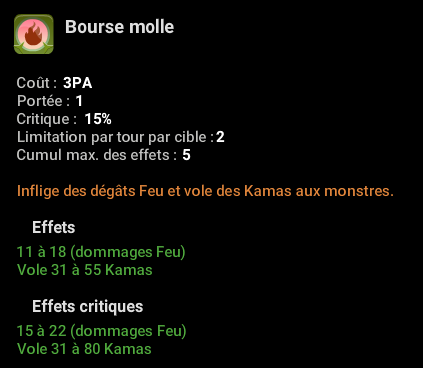 Bourse molle
Coût : 3PA
Portée : 1
Critique : 15%
Limitation par tour par cible : 2
Cumul max. des effets : 5
Inflige des dégâts Feu et vole des Kamas aux monstres.
Effets
11 à 18 (dommages Feu)
Vole 31 à 55 Kamas
Effets critiques
15 à 22 (dommages Feu)
Vole 31 à 80 Kamas